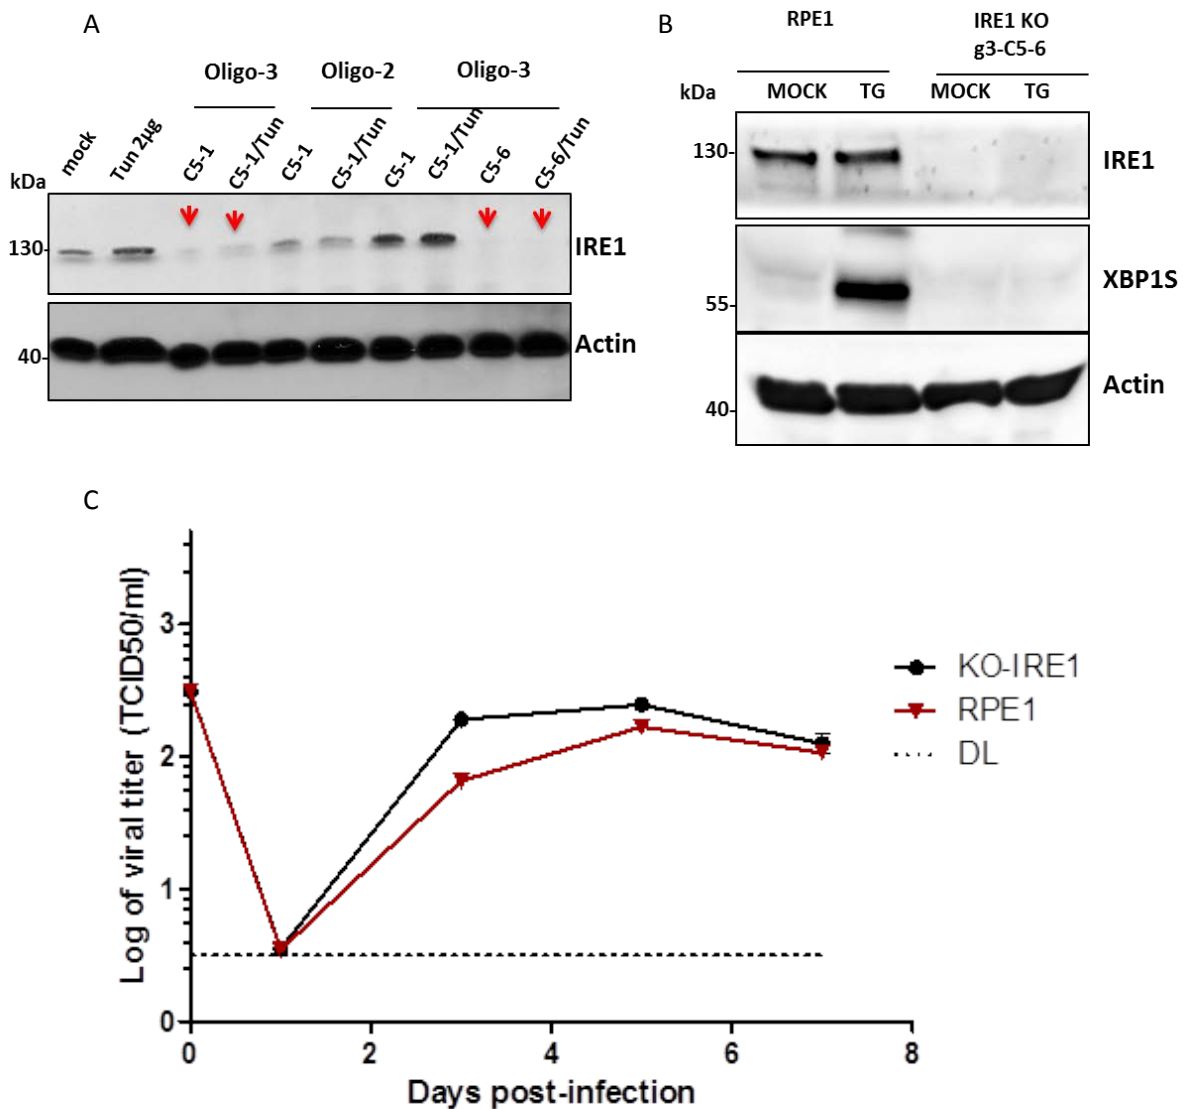 A
Oligo-3 Oligo-2 Oligo-3
mock Tun 2µg C5-1 C5-1/Tun C5-1 C5-1/Tun C5-1 C5-1/Tun C5-6 C5-6/Tun
kDa
130 IRE1
40 Actin
B
RPE1 IRE1 KO
g3-C5-6
kDa MOCK TG MOCK TG
130 IRE1
55 XBP1S
40 Actin
C
Log of viral titer (TCID50/ml)
3
2
1
0
0 2 4 6 8
Days post-infection
KO-IRE1
RPE1
DL